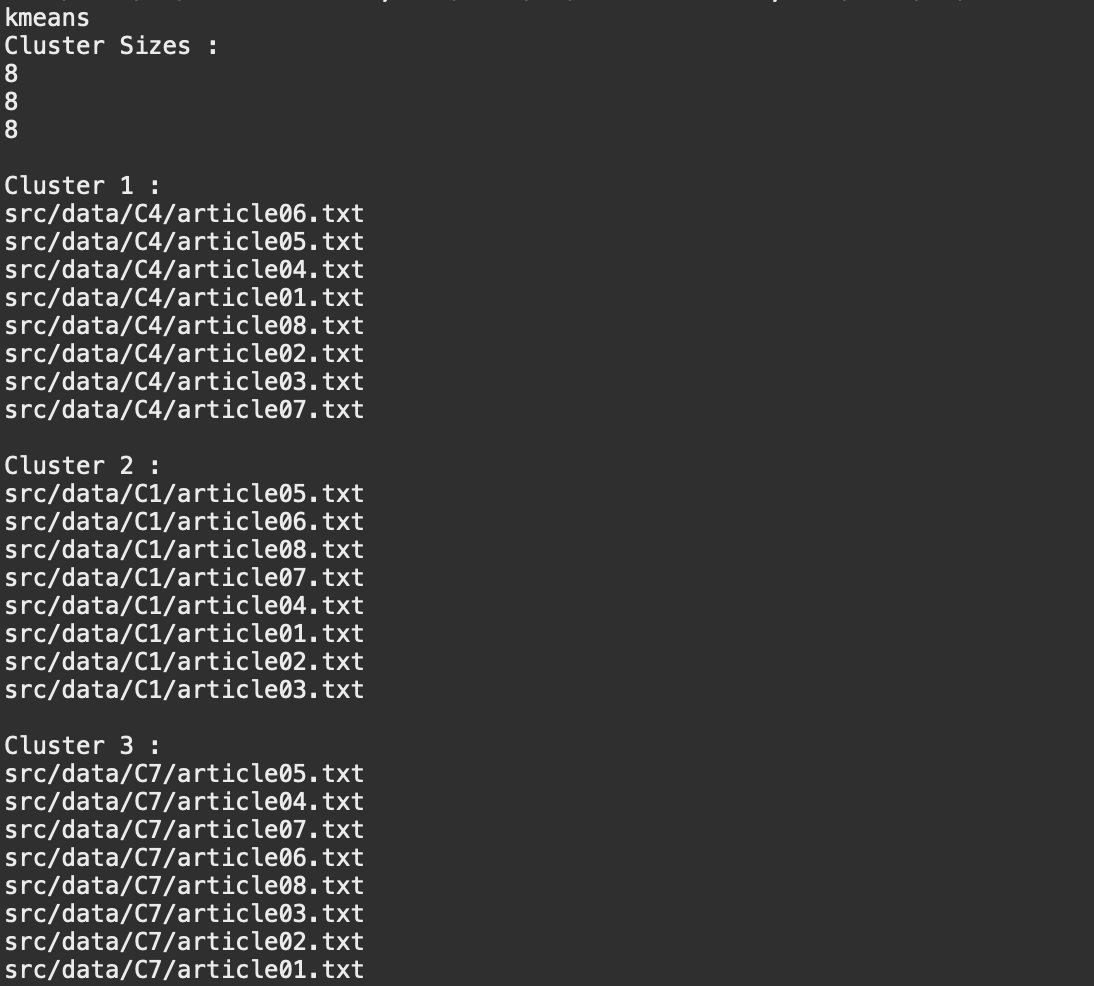 kmeans
Cluster Sizes :
8
8
8
Cluster 1 :
src/data/C4/article06.txt
src/data/C4/article05.txt
src/data/C4/article04.txt
src/data/C4/article01.txt
src/data/C4/article08.txt
src/data/C4/article02.txt
src/data/C4/article03.txt
src/data/C4/article07.txt
Cluster 2 :
src/data/C1/article05.txt
src/data/C1/article06.txt
src/data/C1/article08.txt
src/data/C1/article07.txt
src/data/C1/article04.txt
src/data/C1/article01.txt
src/data/C1/article02.txt
src/data/C1/article03.txt
Cluster 3 :
src/data/C7/article05.txt
src/data/C7/article04.txt
src/data/C7/article07.txt
src/data/C7/article06.txt
src/data/C7/article08.txt
src/data/C7/article03.txt
src/data/C7/article02.txt
src/data/C7/article01.txt